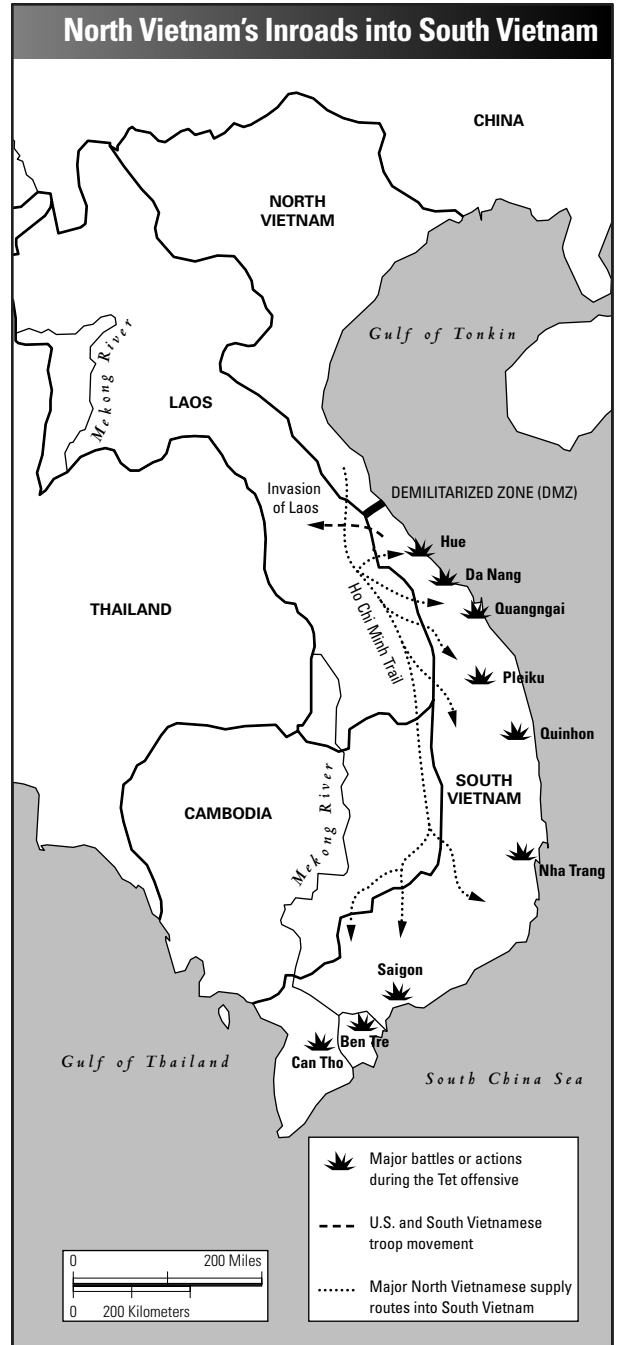 North Vietnam's Inroads into South Vietnam
CHINA
NORTH
VIETNAM
Gulf of Tonkin
Mekong River
LAOS
Invasion
of Laos
DEMILITARIZED ZONE (DMZ)
Hue
Da Nang
THAILAND
Quangngai
Ho Chi Minh Trail
Pleiku
Quinhon
SOUTH
VIETNAM
CAMBODIA
Mekong River
Nha Trang
Saigon
Ben Tre
Can Tho
Gulf of Thailand
South China Sea
Major battles or actions
during the Tet offensive
U.S. and South Vietnamese
troop movement
Major North Vietnamese supply
routes into South Vietnam
0 200 Miles
0 200 Kilometers